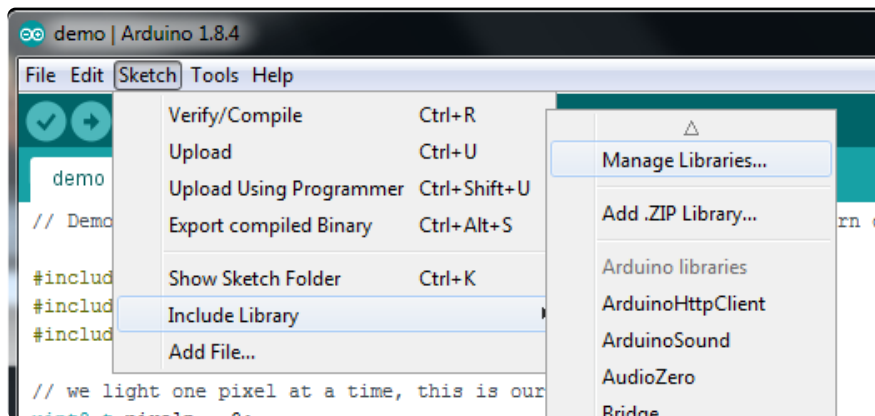 demo | Arduino 1.8.4
File Edit Sketch Tools Help
Verify/Compile Ctrl+R
Upload Ctrl+U
Upload Using Programmer Ctrl+Shift+U
Export compiled Binary Ctrl+Alt+S
Show Sketch Folder Ctrl+K
Include Library
Add File...
Manage Libraries...
Add .ZIP Library...
Arduino libraries
ArduinoHttpClient
ArduinoSound
AudioZero
Bridge
demo
// Demo
#includ
#includ
#includ
// we light one pixel at a time, this is our